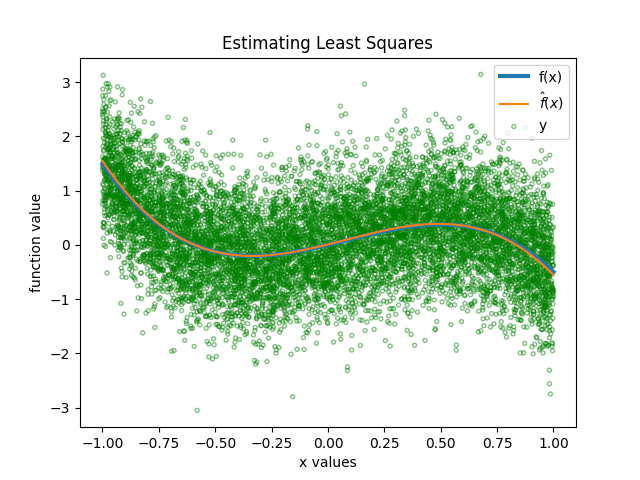 Estimating Least Squares
f(x)
f̂(x)
y
function value
3
2
1
0
−1
−2
−3
−1.00 −0.75 −0.50 −0.25 0.00 0.25 0.50 0.75 1.00
x values